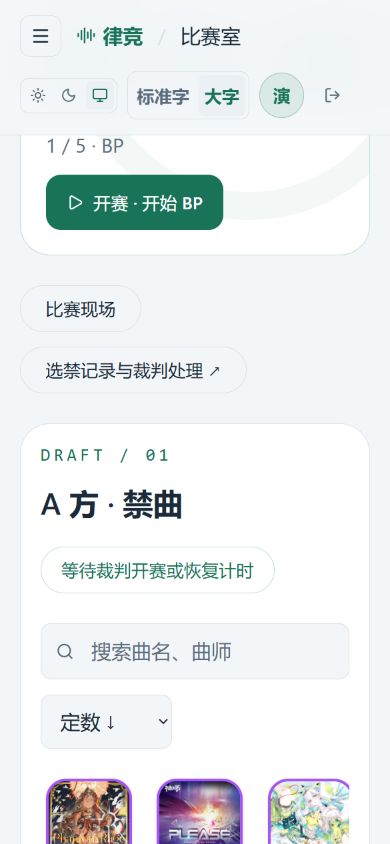 律竞 / 比赛室
标准字 大字 演
1 / 5 · BP
开赛 · 开始 BP
比赛现场
选禁记录与裁判处理 ↗
DRAFT / 01
A 方 · 禁曲
等待裁判开赛或恢复计时
搜索曲名、曲师
定数 ↓
PLEASE